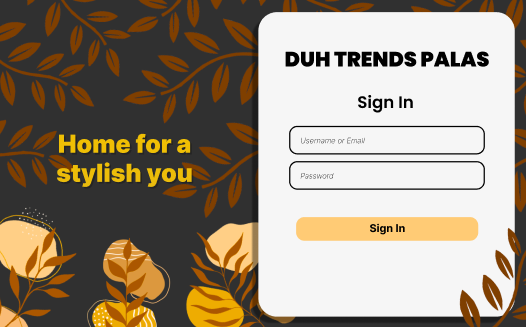 Home for a
stylish you
DUH TRENDS PALAS
Sign In
Username or Email
Password
Sign In